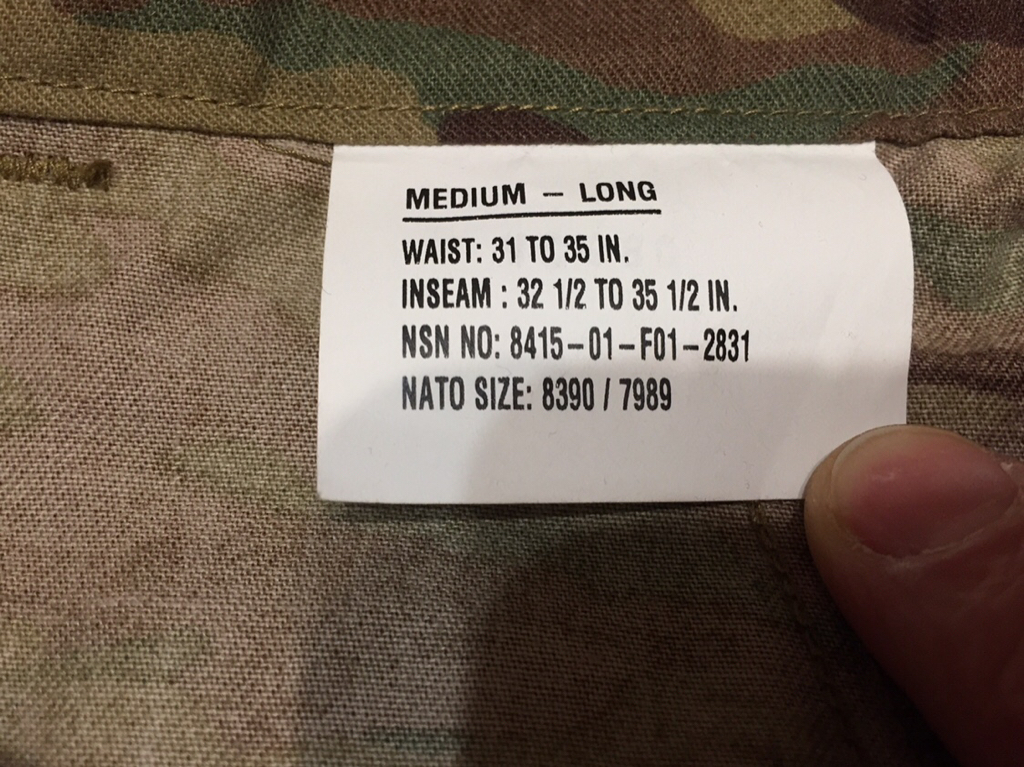 MEDIUM – LONG
WAIST: 31 TO 35 IN.
INSEAM : 32 1/2 TO 35 1/2 IN.
NSN NO: 8415–01–F01–2831
NATO SIZE: 8390 / 7989